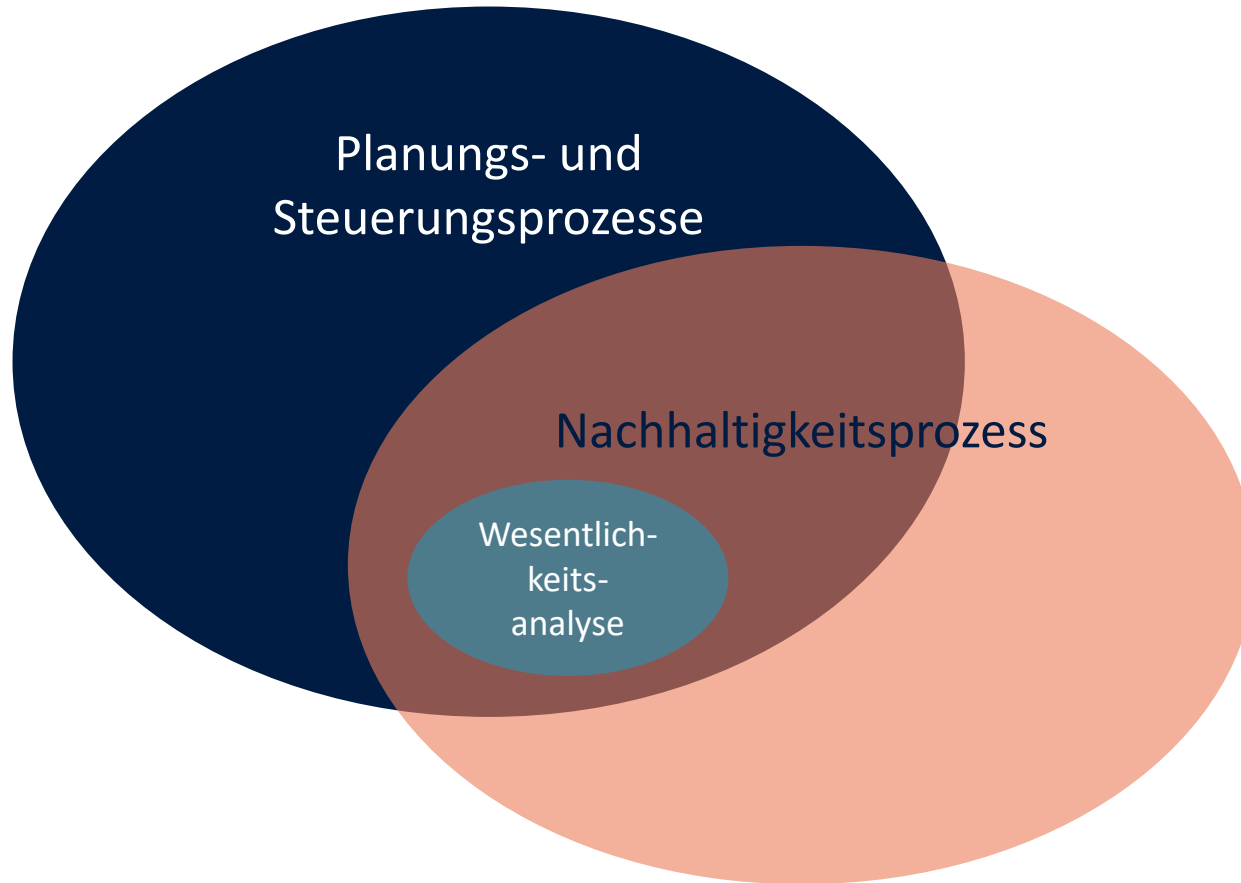 Planungs- und
Steuerungsprozesse
Nachhaltigkeitsprozess
Wesentlich-
keits-
analyse